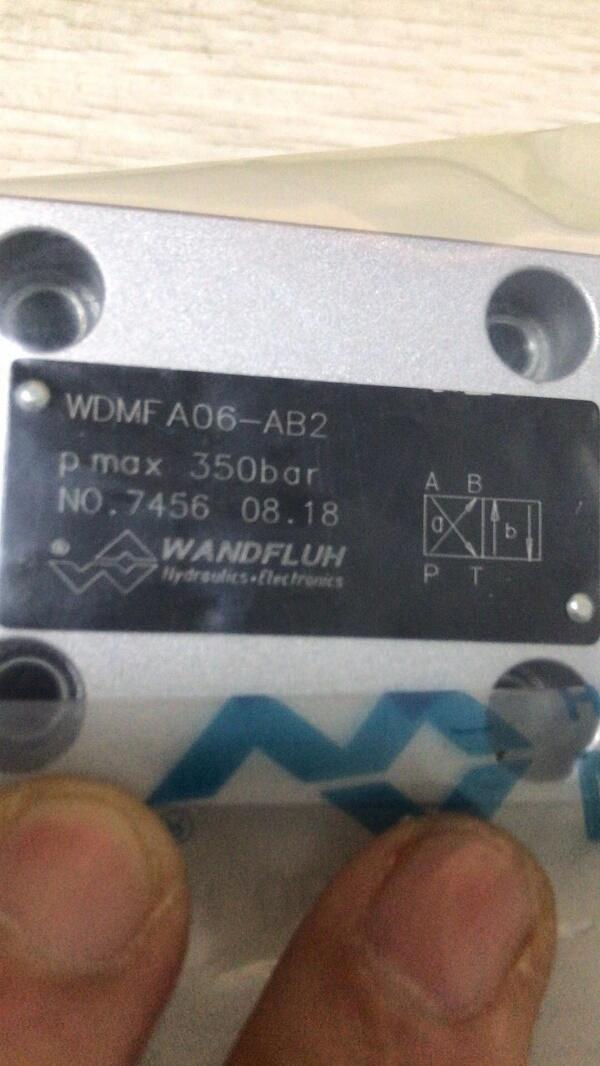 WDMFA06-AB2
p max 350bar
NO.7456 08.18
® WANDFLUH
Hydraulics•Electronics
A B
a b
P T